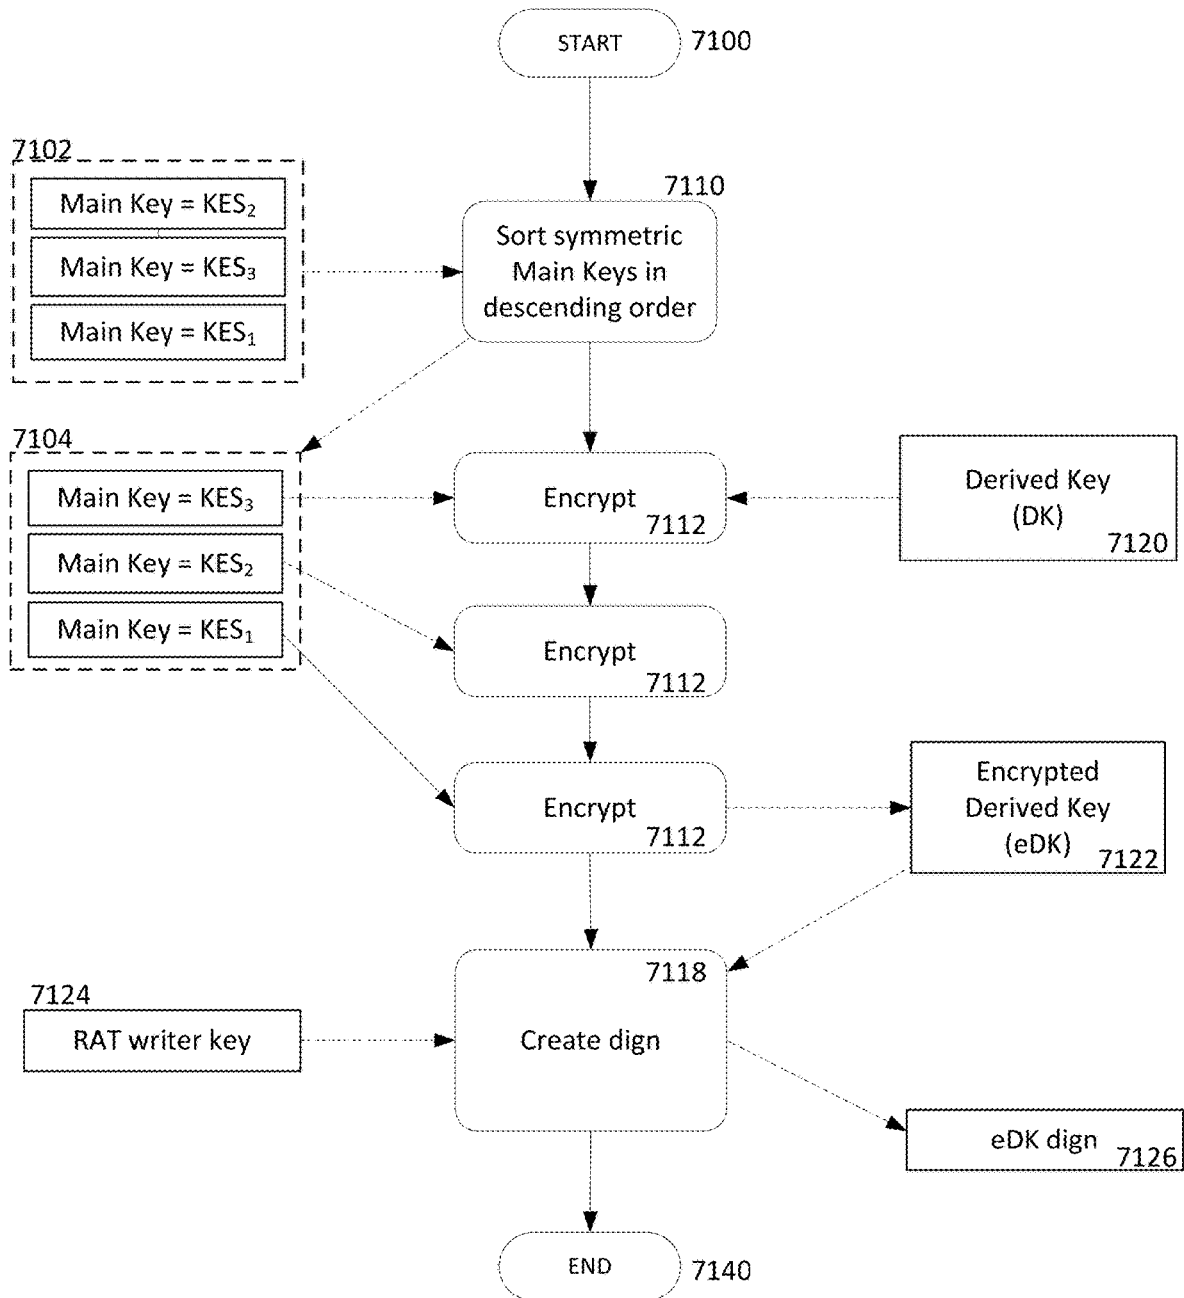 START
7100
7102
Main Key = KES₂
Main Key = KES₃
Main Key = KES₁
7110
Sort symmetric
Main Keys in
descending order
7104
Main Key = KES₃
Main Key = KES₂
Main Key = KES₁
Encrypt
7112
Derived Key
(DK)
7120
Encrypt
7112
Encrypt
7112
Encrypted
Derived Key
(eDK)
7122
7118
Create dign
7124
RAT writer key
eDK dign
7126
END
7140